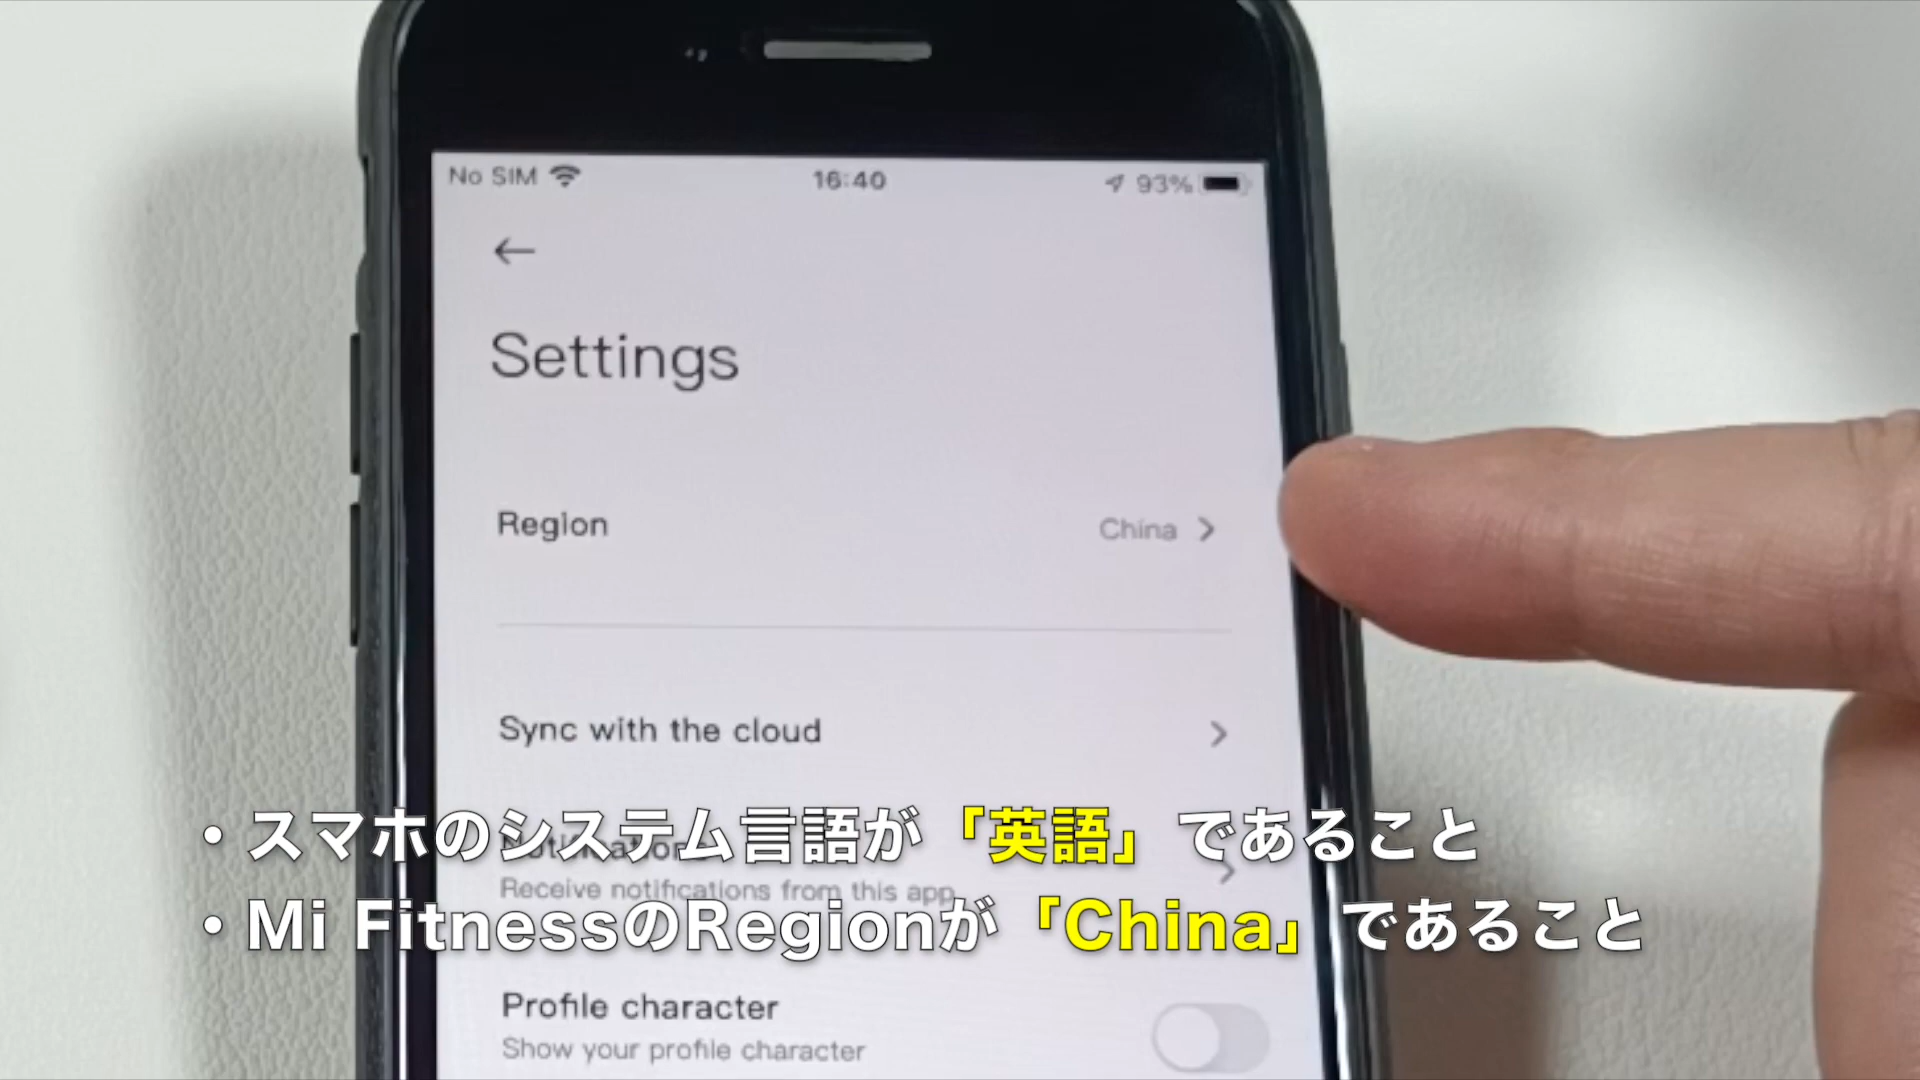 No SIM 16:40 93%
Settings
Region China
Sync with the cloud
・スマホのシステム言語が「英語」であること
Receive notifications from this app
・Mi FitnessのRegionが「China」であること
Profile character
Show your profile character